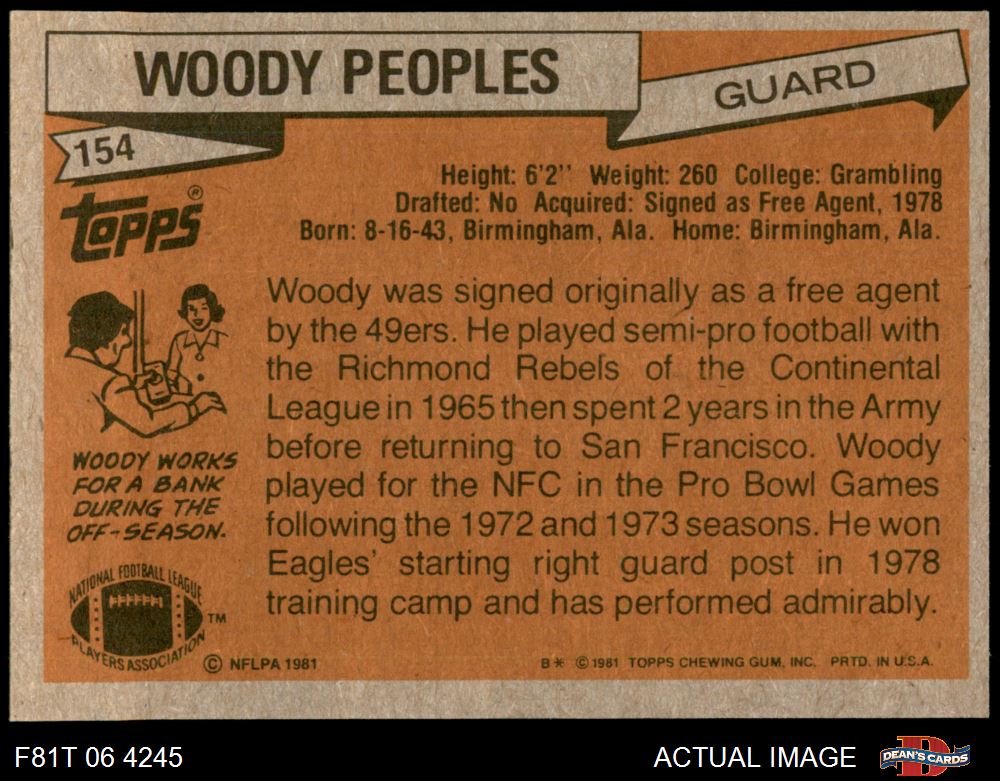 WOODY PEOPLES
GUARD
154
TOPPS®
Height: 6'2'' Weight: 260 College: Grambling
Drafted: No Acquired: Signed as Free Agent, 1978
Born: 8-16-43, Birmingham, Ala. Home: Birmingham, Ala.
Woody was signed originally as a free agent
by the 49ers. He played semi-pro football with
the Richmond Rebels of the Continental
League in 1965 then spent 2 years in the Army
before returning to San Francisco. Woody
played for the NFC in the Pro Bowl Games
following the 1972 and 1973 seasons. He won
Eagles' starting right guard post in 1978
training camp and has performed admirably.
WOODY WORKS
FOR A BANK
DURING THE
OFF-SEASON.
NATIONAL FOOTBALL LEAGUE
PLAYERS ASSOCIATION
™
© NFLPA 1981
B* © 1981 TOPPS CHEWING GUM, INC. PRTD. IN U.S.A.
F81T 06 4245
ACTUAL IMAGE
D
DEAN'S CARDS